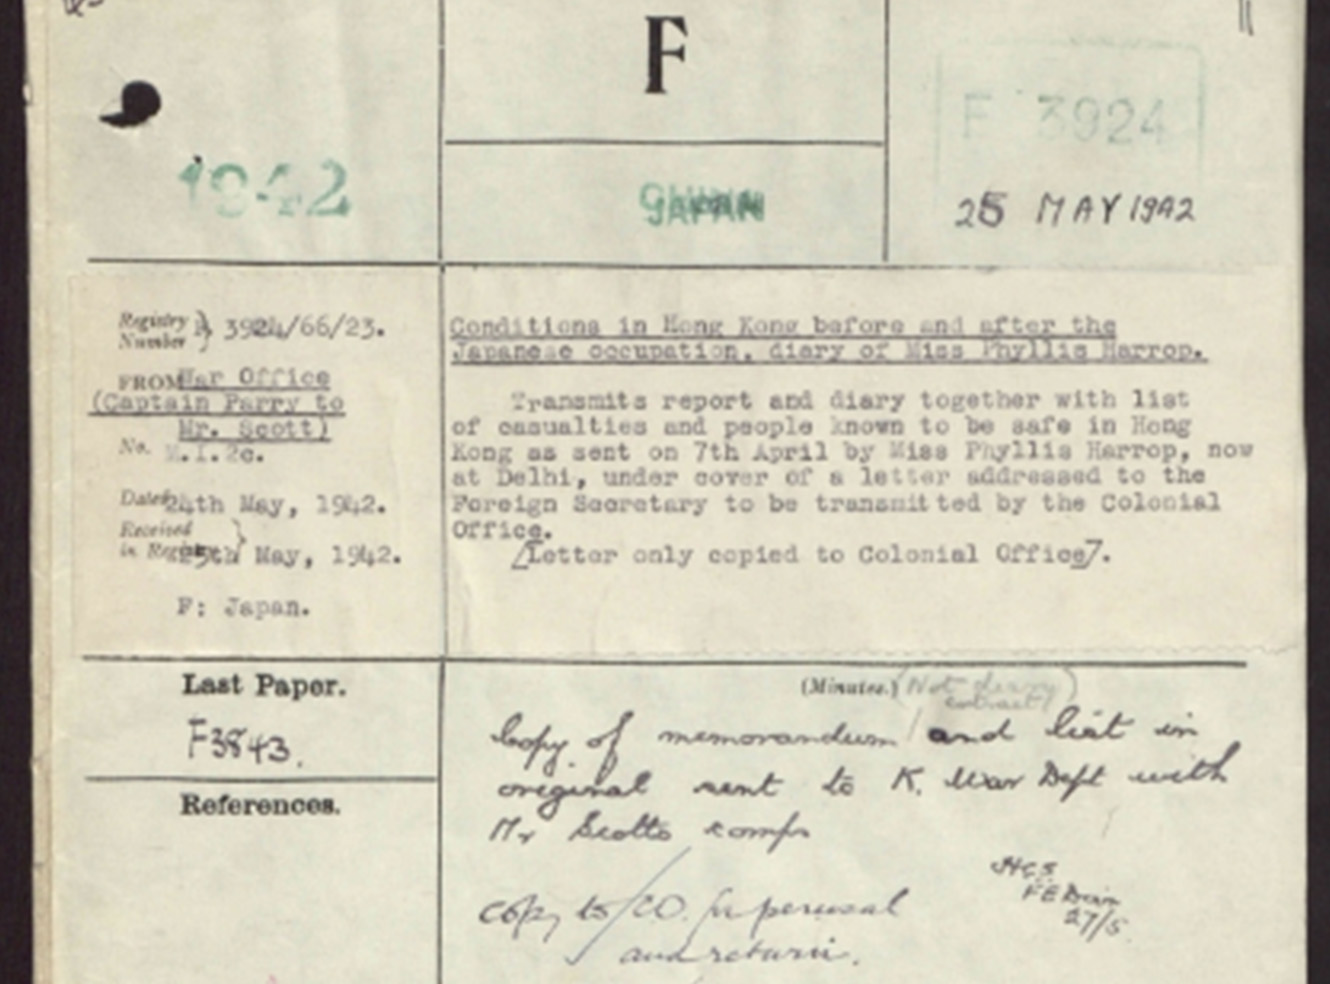 F
F 3924
1942
JAPAN
25 MAY 1942
Registry
Number } F 3924/66/23.
FROM War Office
(Captain Parry to
Mr. Scott)
No. M.I.2c.
Dated 24th May, 1942.
Received
in Registry } 25th May, 1942.
F: Japan.
Conditions in Hong Kong before and after the
Japanese occupation, diary of Miss Phyllis Harrop.
Transmits report and diary together with list
of casualties and people known to be safe in Hong
Kong as sent on 7th April by Miss Phyllis Harrop, now
at Delhi, under cover of a letter addressed to the
Foreign Secretary to be transmitted by the Colonial
Office.
[Letter only copied to Colonial Office].
Last Paper.
F3843.
References.
(Minutes.)
(Not diary
extract)
Copy of memorandum / and list in
original sent to K. War Dept with
Mr Scotts comps
HCS
27/5
Copy to CO. for perusal
and return.